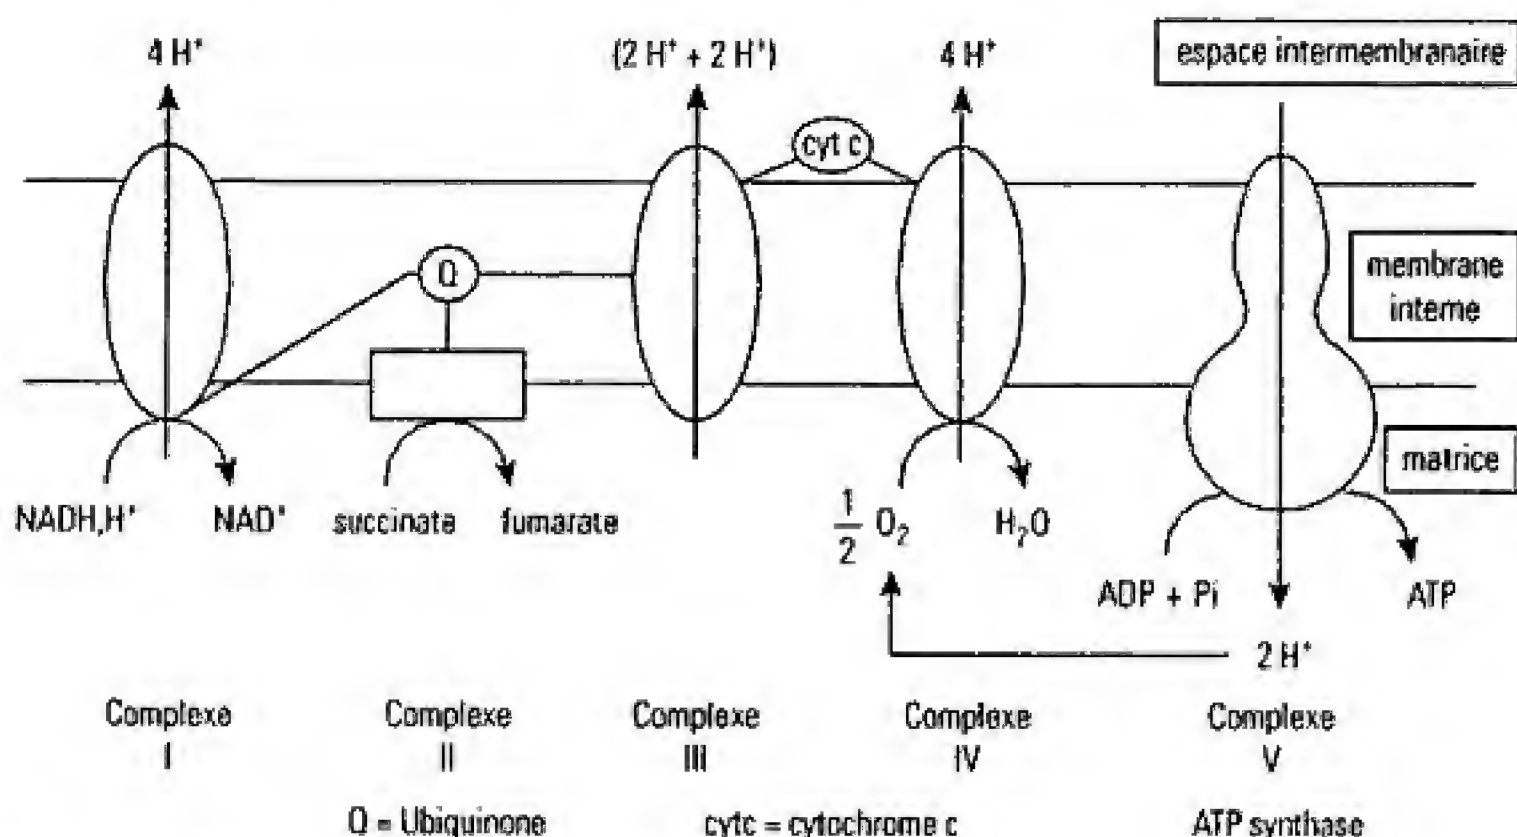 4 H⁺
(2 H⁺ + 2 H⁺)
4 H⁺
espace intermembranaire
cyt c
Q
membrane
interne
matrice
NADH,H⁺
NAD⁺
succinate
fumarate
1/2 O₂
H₂O
ADP + Pi
ATP
2 H⁺
Complexe
I
Complexe
II
Complexe
III
Complexe
IV
Complexe
V
Q = Ubiquinone
cytc = cytochrome c
ATP synthase